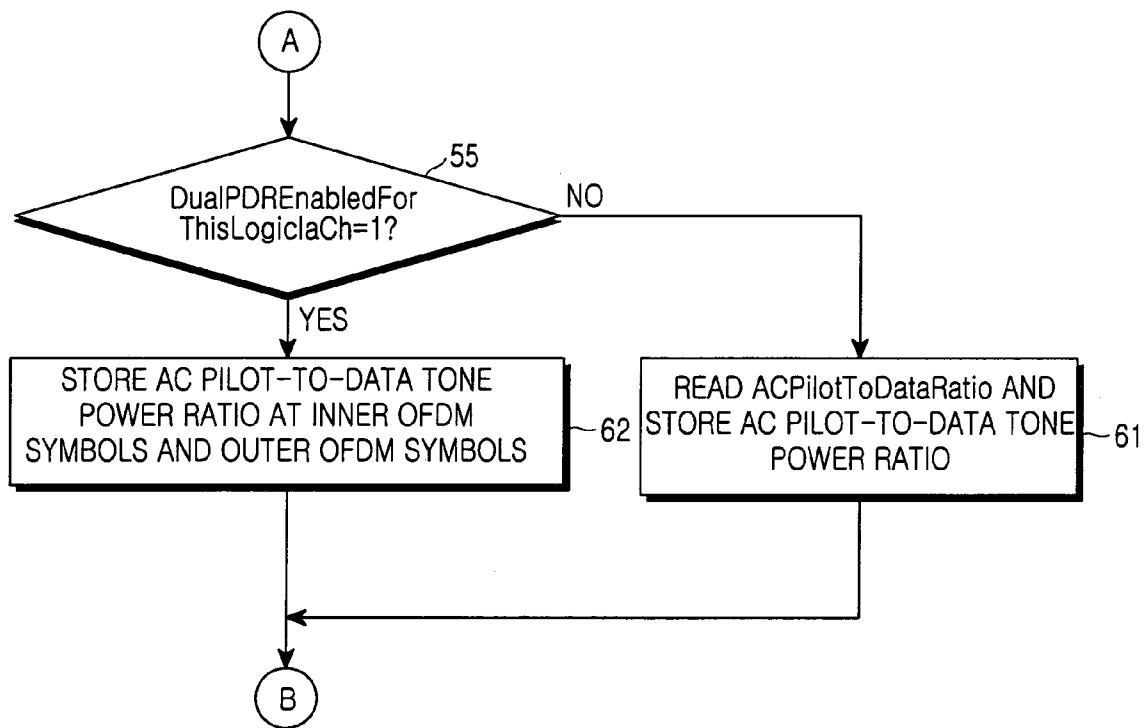 A
55
DualPDREnabledFor
ThisLogiclaCh=1?
NO
YES
STORE AC PILOT-TO-DATA TONE
POWER RATIO AT INNER OFDM
SYMBOLS AND OUTER OFDM SYMBOLS
62
READ ACPilotToDataRatio AND
STORE AC PILOT-TO-DATA TONE
POWER RATIO
61
B